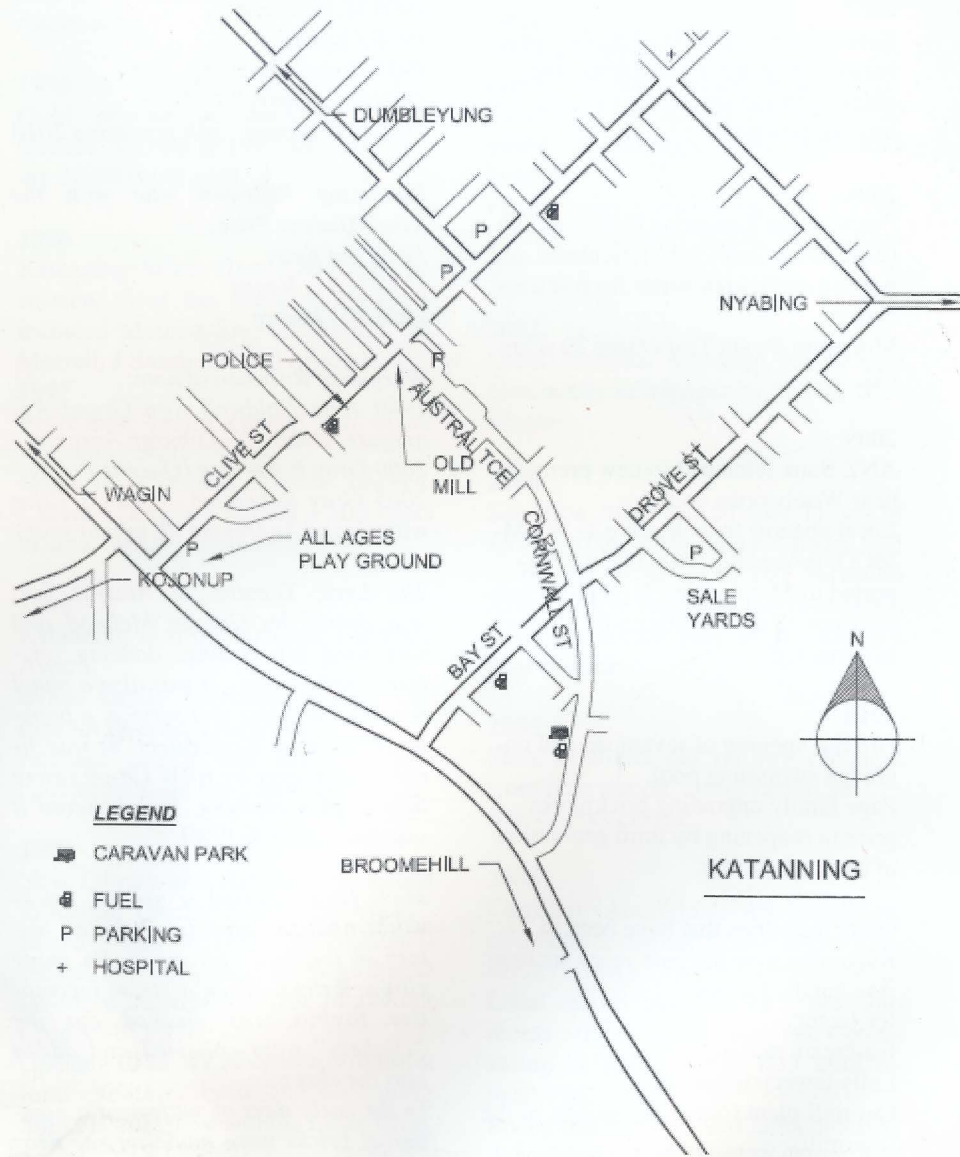 DUMBLEYUNG
P
P
NYABING
POLICE
P
AUSTRAL TCE
CLIVE ST
OLD
MILL
WAGIN
DROVE ST
CORNWALL ST
P
ALL AGES
PLAY GROUND
P
KOJONUP
SALE
YARDS
BAY ST
N
LEGEND
CARAVAN PARK
BROOMEHILL
KATANNING
FUEL
P PARKING
+ HOSPITAL